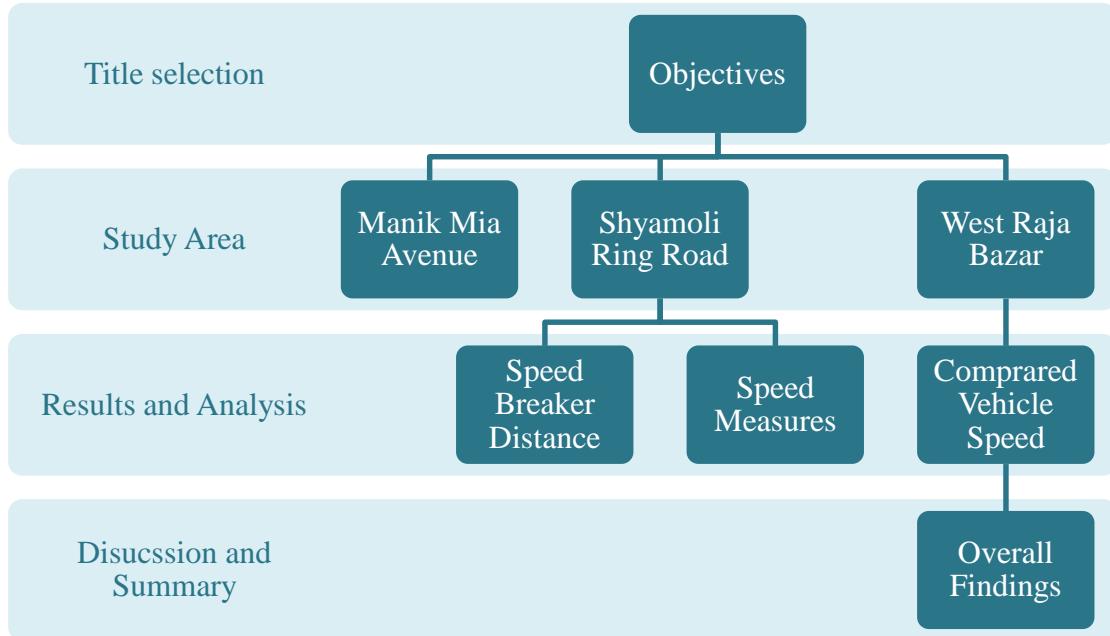 Title selection
Objectives
Study Area
Manik Mia
Avenue
Shyamoli
Ring Road
West Raja
Bazar
Results and Analysis
Speed
Breaker
Distance
Speed
Measures
Comprared
Vehicle
Speed
Disucssion and
Summary
Overall
Findings